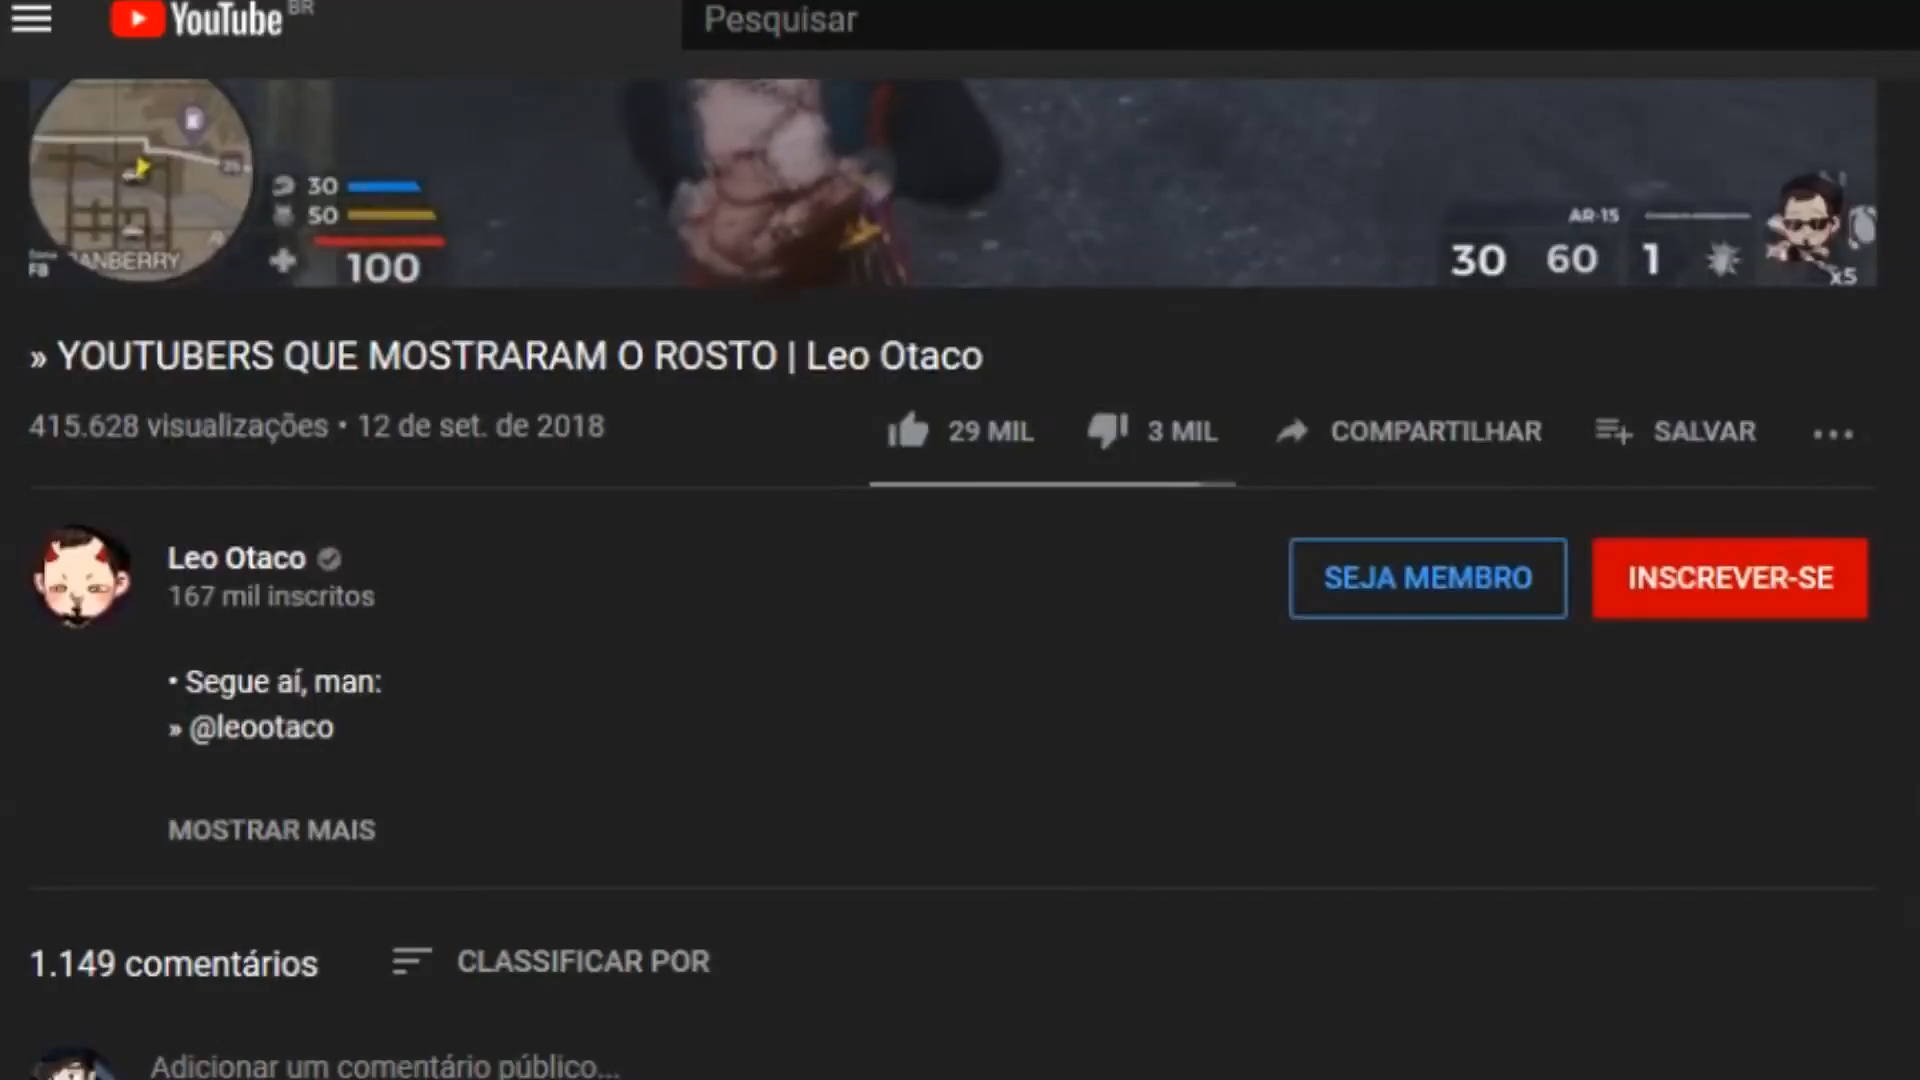 YouTube BR
Pesquisar
30
50
100
F8
ANBERRY
AR-15
30 60 1
x5
» YOUTUBERS QUE MOSTRARAM O ROSTO | Leo Otaco
415.628 visualizações • 12 de set. de 2018
29 MIL
3 MIL
COMPARTILHAR
SALVAR
Leo Otaco
167 mil inscritos
SEJA MEMBRO
INSCREVER-SE
• Segue aí, man:
» @leootaco
MOSTRAR MAIS
1.149 comentários
CLASSIFICAR POR
Adicionar um comentário público...